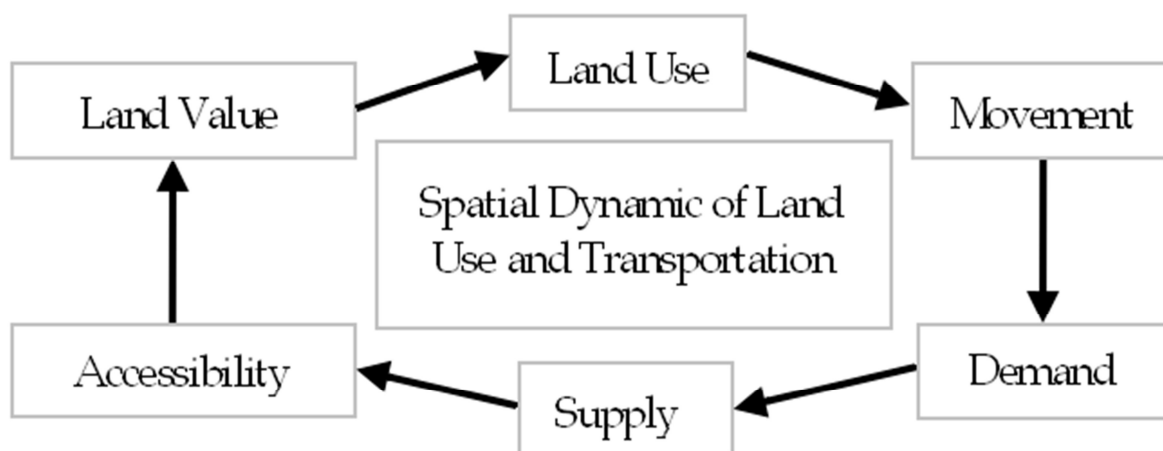 Land Use
Land Value
Movement
Spatial Dynamic of Land
Use and Transportation
Accessibility
Demand
Supply